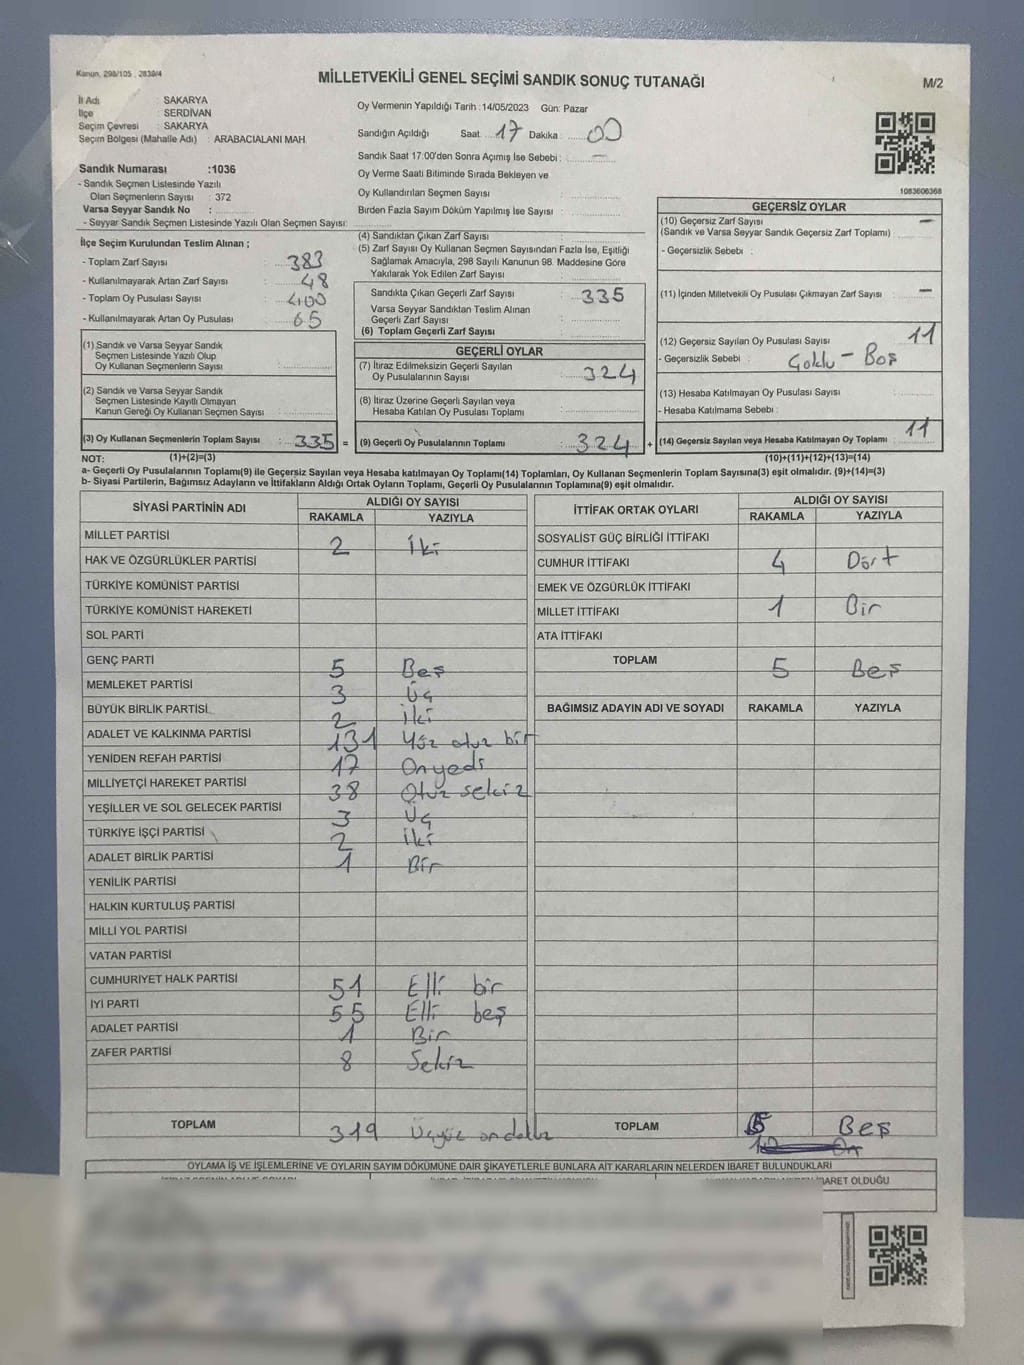 Kanun, 298/105 , 2839/4
MİLLETVEKİLİ GENEL SEÇİMİ SANDIK SONUÇ TUTANAĞI
M/2
İl Adı : SAKARYA
İlçe : SERDİVAN
Seçim Çevresi : SAKARYA
Seçim Bölgesi (Mahalle Adı) : ARABACIALANI MAH
Sandık Numarası :1036
- Sandık Seçmen Listesinde Yazılı
Olan Seçmenlerin Sayısı : 372
Varsa Seyyar Sandık No :
- Seyyar Sandık Seçmen Listesinde Yazılı Olan Seçmen Sayısı:
Oy Vermenin Yapıldığı Tarih :14/05/2023 Gün: Pazar
Sandığın Açıldığı Saat 17 Dakika 00
Sandık Saat 17:00'den Sonra Açımış İse Sebebi : —
Oy Verme Saati Bitiminde Sırada Bekleyen ve
Oy Kullandırılan Seçmen Sayısı :
Birden Fazla Sayım Döküm Yapılmış İse Sayısı :
1083606368
İlçe Seçim Kurulundan Teslim Alınan ;
- Toplam Zarf Sayısı : 383
- Kullanılmayarak Artan Zarf Sayısı : 48
- Toplam Oy Pusulası Sayısı : 400
- Kullanılmayarak Artan Oy Pusulası : 65
(1) Sandık ve Varsa Seyyar Sandık
Seçmen Listesinde Yazılı Olup
Oy Kullanan Seçmenlerin Sayısı :
(2) Sandık ve Varsa Seyyar Sandık
Seçmen Listesinde Kayıtlı Olmayan
Kanun Gereği Oy Kullanan Seçmen Sayısı :
(3) Oy Kullanan Seçmenlerin Toplam Sayısı : 335 =
(4) Sandıktan Çıkan Zarf Sayısı :
(5) Zarf Sayısı Oy Kullanan Seçmen Sayısından Fazla İse, Eşitliği
Sağlamak Amacıyla, 298 Sayılı Kanunun 98. Maddesine Göre
Yakılarak Yok Edilen Zarf Sayısı :
Sandıkta Çıkan Geçerli Zarf Sayısı : 335
Varsa Seyyar Sandıktan Teslim Alınan
Geçerli Zarf Sayısı :
(6) Toplam Geçerli Zarf Sayısı :
GEÇERLİ OYLAR
(7) İtiraz Edilmeksizin Geçerli Sayılan
Oy Pusulalarının Sayısı : 324
(8) İtiraz Üzerine Geçerli Sayılan veya
Hesaba Katılan Oy Pusulası Toplamı :
(9) Geçerli Oy Pusulalarının Toplamı : 324 +
GEÇERSİZ OYLAR
(10) Geçersiz Zarf Sayısı : —
(Sandık ve Varsa Seyyar Sandık Geçersiz Zarf Toplamı)
- Geçersizlik Sebebi :
(11) İçinden Milletvekili Oy Pusulası Çıkmayan Zarf Sayısı : —
(12) Geçersiz Sayılan Oy Pusulası Sayısı : 11
- Geçersizlik Sebebi : Çoklu - Boş
(13) Hesaba Katılmayan Oy Pusulası Sayısı :
- Hesaba Katılmama Sebebi :
(14) Geçersiz Sayılan veya Hesaba Katılmayan Oy Toplamı : 11
NOT: (1)+(2)=(3) (10)+(11)+(12)+(13)=(14)
a- Geçerli Oy Pusulalarının Toplamı(9) ile Geçersiz Sayılan veya Hesaba katılmayan Oy Toplamı(14) Toplamları, Oy Kullanan Seçmenlerin Toplam Sayısına(3) eşit olmalıdır. (9)+(14)=(3)
b- Siyasi Partilerin, Bağımsız Adayların ve İttifakların Aldığı Ortak Oyların Toplamı, Geçerli Oy Pusulalarının Toplamına(9) eşit olmalıdır.
SİYASİ PARTİNİN ADI ALDIĞI OY SAYISI
RAKAMLA YAZIYLA
MİLLET PARTİSİ 2 İki
HAK VE ÖZGÜRLÜKLER PARTİSİ
TÜRKİYE KOMÜNİST PARTİSİ
TÜRKİYE KOMÜNİST HAREKETİ
SOL PARTİ
GENÇ PARTİ 5 Beş
MEMLEKET PARTİSİ 3 Üç
BÜYÜK BİRLİK PARTİSİ 2 İki
ADALET VE KALKINMA PARTİSİ 131 Yüz otuz bir
YENİDEN REFAH PARTİSİ 17 Onyedi
MİLLİYETÇİ HAREKET PARTİSİ 38 Otuz sekiz
YEŞİLLER VE SOL GELECEK PARTİSİ 3 Üç
TÜRKİYE İŞÇİ PARTİSİ 2 İki
ADALET BİRLİK PARTİSİ 1 Bir
YENİLİK PARTİSİ
HALKIN KURTULUŞ PARTİSİ
MİLLİ YOL PARTİSİ
VATAN PARTİSİ
CUMHURİYET HALK PARTİSİ 51 Elli bir
İYİ PARTİ 55 Elli beş
ADALET PARTİSİ 1 Bir
ZAFER PARTİSİ 8 Sekiz
TOPLAM 319 Üçyüz ondokuz
İTTİFAK ORTAK OYLARI ALDIĞI OY SAYISI
RAKAMLA YAZIYLA
SOSYALİST GÜÇ BİRLİĞİ İTTİFAKI
CUMHUR İTTİFAKI 4 Dört
EMEK VE ÖZGÜRLÜK İTTİFAKI
MİLLET İTTİFAKI 1 Bir
ATA İTTİFAKI
TOPLAM 5 Beş
BAĞIMSIZ ADAYIN ADI VE SOYADI RAKAMLA YAZIYLA
TOPLAM 5 Beş
10 On
OYLAMA İŞ VE İŞLEMLERİNE VE OYLARIN SAYIM DÖKÜMÜNE DAİR ŞİKAYETLERLE BUNLARA AİT KARARLARIN NELERDEN İBARET BULUNDUKLARI
İBARET OLDUĞU